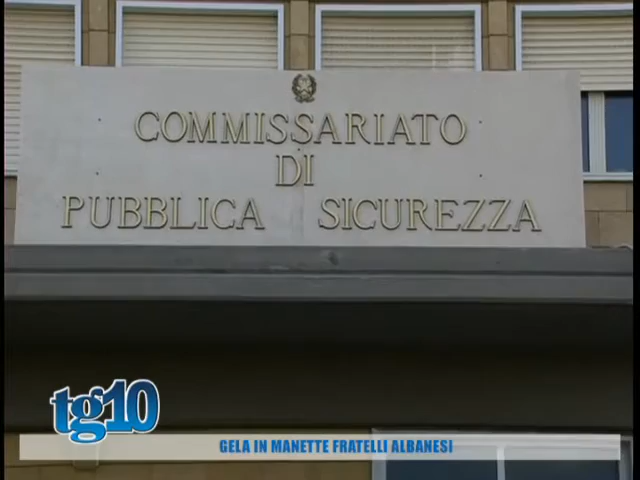 COMMISSARIATO
DI
PUBBLICA SICUREZZA
tg10
GELA IN MANETTE FRATELLI ALBANESI